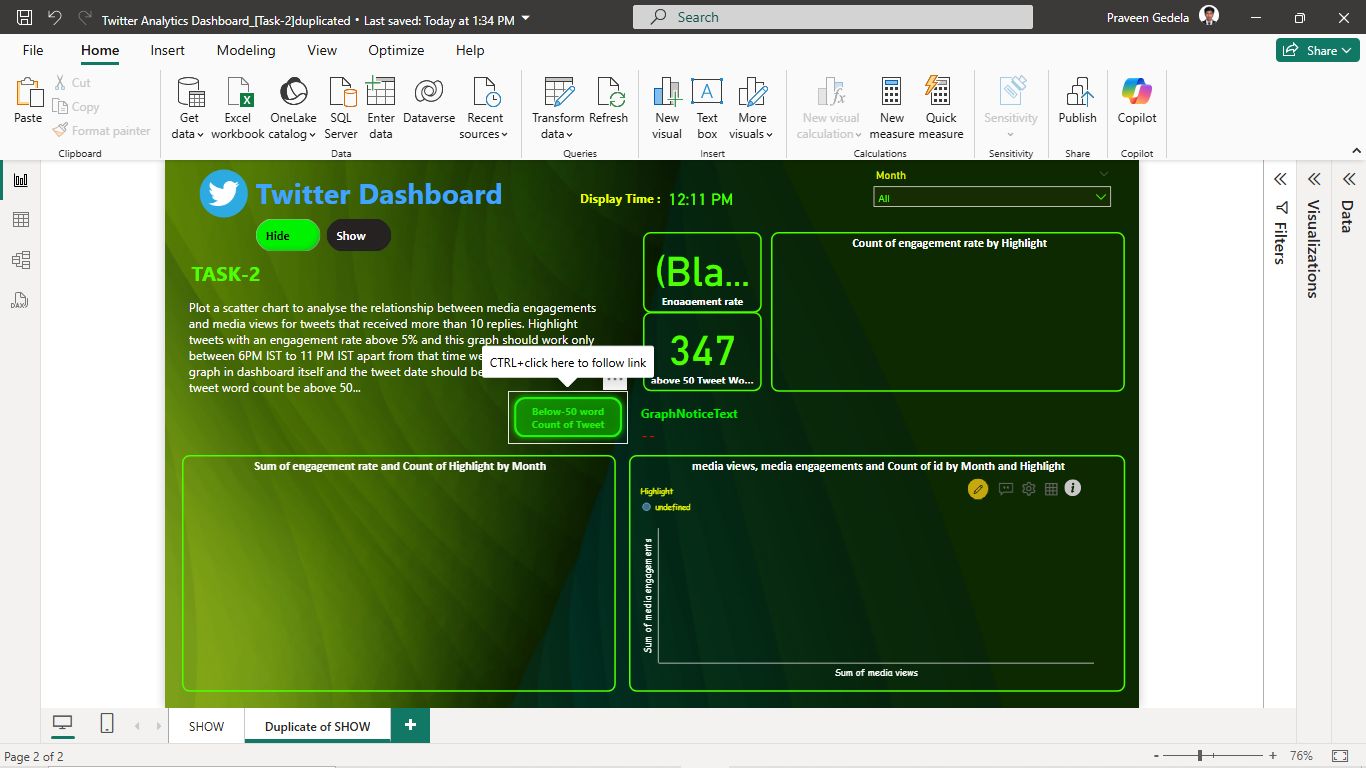 Twitter Analytics Dashboard_[Task-2]duplicated • Last saved: Today at 1:34 PM
Search
Praveen Gedela
File
Home
Insert
Modeling
View
Optimize
Help
Share
Paste
Cut
Copy
Format painter
Get
data
Excel
workbook
OneLake
catalog
SQL
Server
Enter
data
Dataverse
Recent
sources
Transform
data
Refresh
New
visual
Text
box
More
visuals
New visual
calculation
New
measure
Quick
measure
Sensitivity
Publish
Copilot
Clipboard
Data
Queries
Insert
Calculations
Sensitivity
Share
Copilot
Twitter Dashboard
Display Time :
12:11 PM
Month
All
Hide
Show
TASK-2
Plot a scatter chart to analyse the relationship between media engagements
and media views for tweets that received more than 10 replies. Highlight
tweets with an engagement rate above 5% and this graph should work only
between 6PM IST to 11 PM IST apart from that time we
graph in dashboard itself and the tweet date should be
tweet word count be above 50...
CTRL+click here to follow link
Below-50 word
Count of Tweet
(Bla...
Engagement rate
347
above 50 Tweet Wo...
Count of engagement rate by Highlight
GraphNoticeText
--
Sum of engagement rate and Count of Highlight by Month
media views, media engagements and Count of id by Month and Highlight
Highlight
undefined
Sum of media engagements
Sum of media views
Filters
Visualizations
Data
DAX
SHOW
Duplicate of SHOW
Page 2 of 2
76%